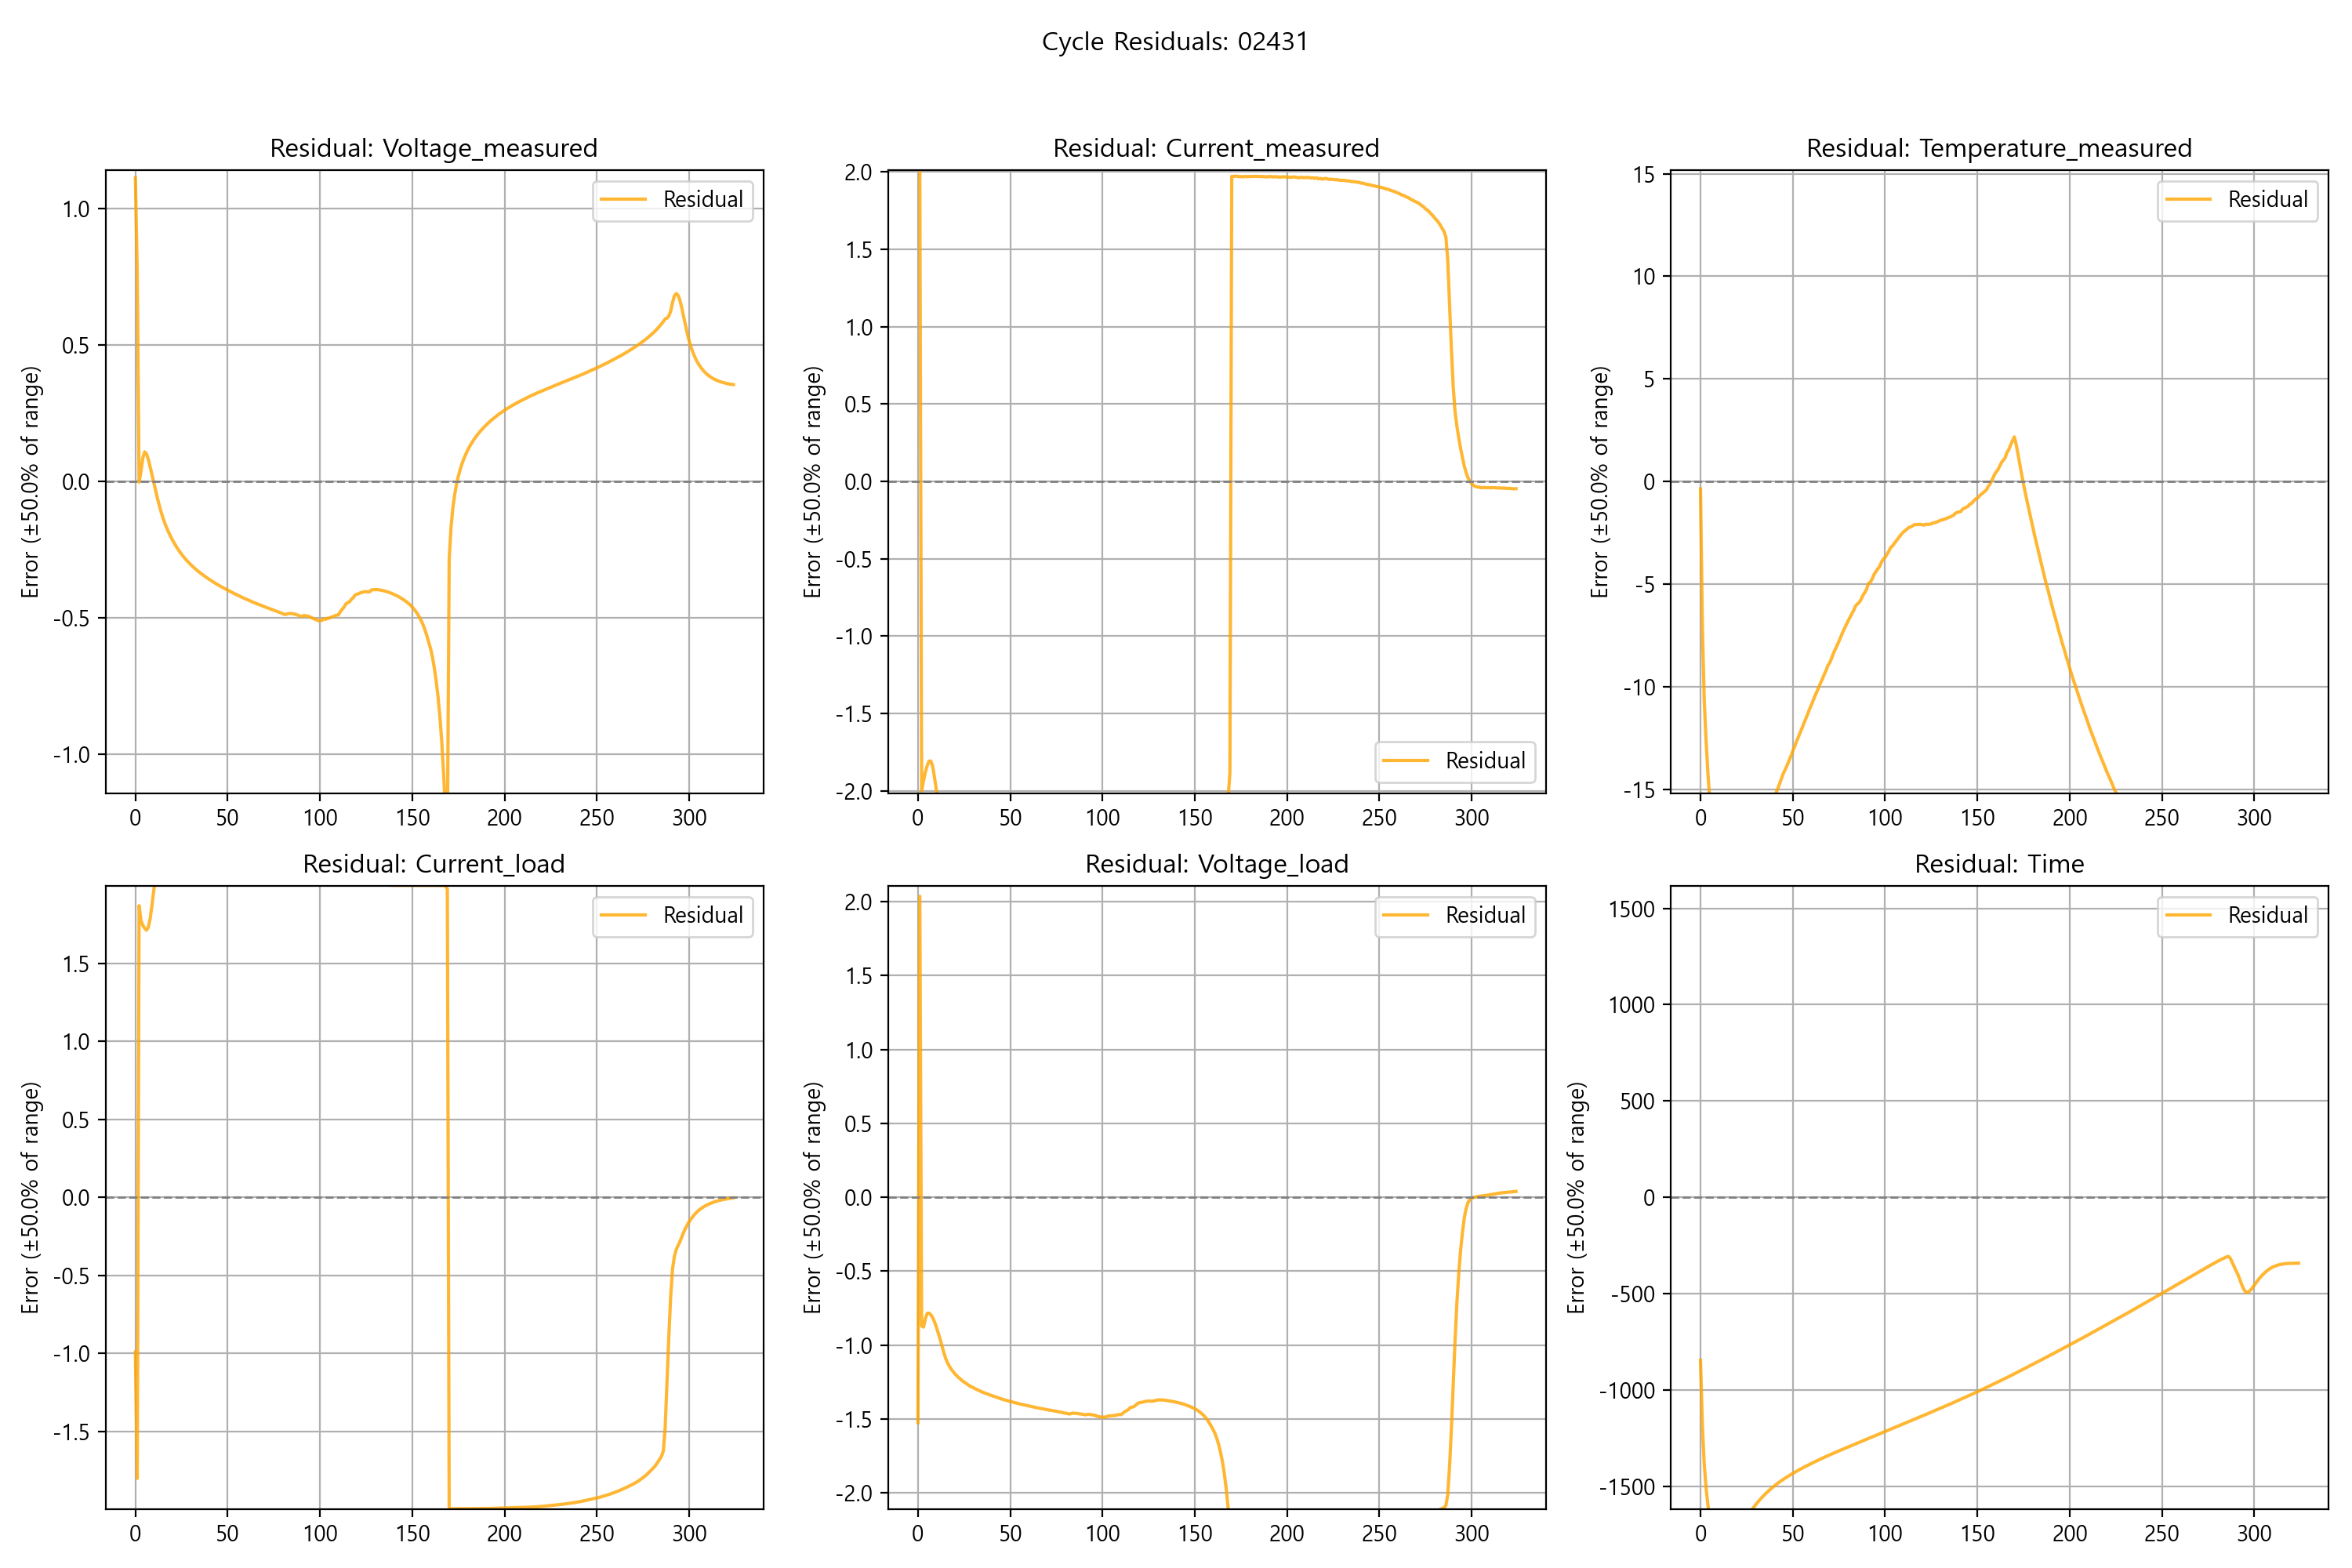 Cycle Residuals: 02431
Residual: Voltage_measured
Error (±50.0% of range)
1.0
0.5
0.0
-0.5
-1.0
Residual
0 50 100 150 200 250 300
Residual: Current_measured
Error (±50.0% of range)
2.0
1.5
1.0
0.5
0.0
-0.5
-1.0
-1.5
-2.0
Residual
0 50 100 150 200 250 300
Residual: Temperature_measured
Error (±50.0% of range)
15
10
5
0
-5
-10
-15
Residual
0 50 100 150 200 250 300
Residual: Current_load
Error (±50.0% of range)
1.5
1.0
0.5
0.0
-0.5
-1.0
-1.5
Residual
0 50 100 150 200 250 300
Residual: Voltage_load
Error (±50.0% of range)
2.0
1.5
1.0
0.5
0.0
-0.5
-1.0
-1.5
-2.0
Residual
0 50 100 150 200 250 300
Residual: Time
Error (±50.0% of range)
1500
1000
500
0
-500
-1000
-1500
Residual
0 50 100 150 200 250 300